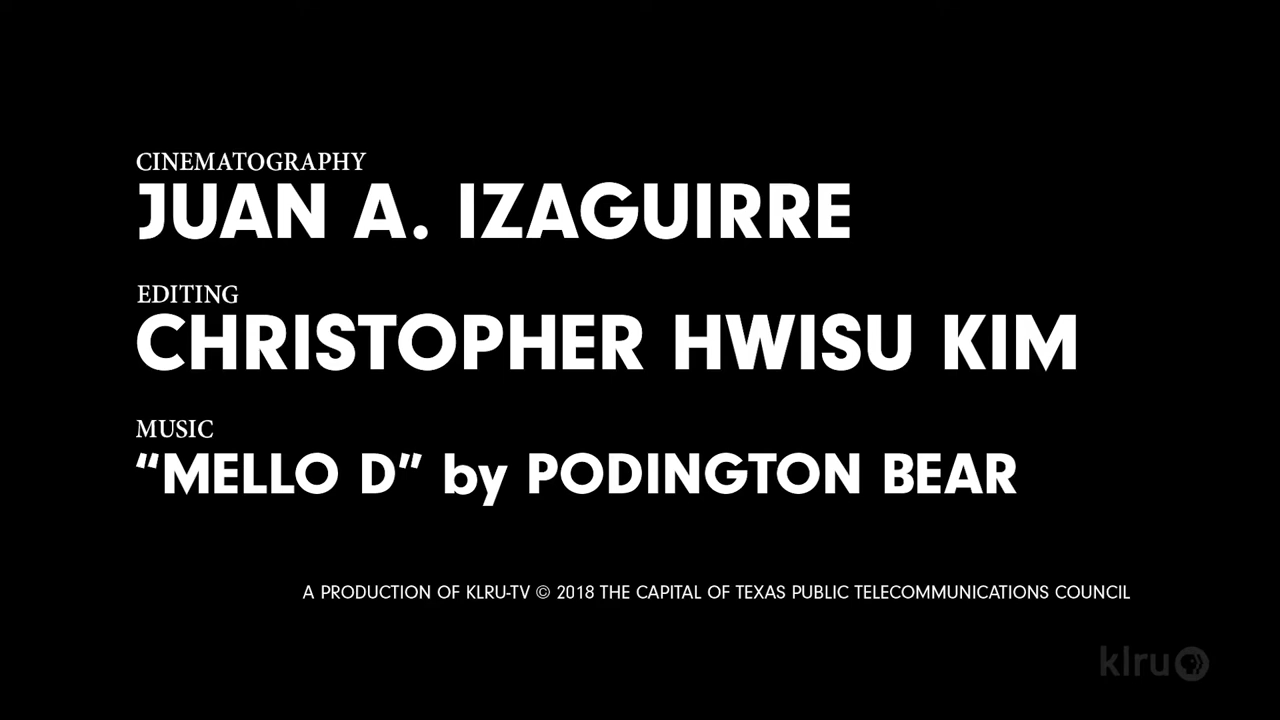 CINEMATOGRAPHY
JUAN A. IZAGUIRRE
EDITING
CHRISTOPHER HWISU KIM
MUSIC
“MELLO D” by PODINGTON BEAR
A PRODUCTION OF KLRU-TV © 2018 THE CAPITAL OF TEXAS PUBLIC TELECOMMUNICATIONS COUNCIL
klru